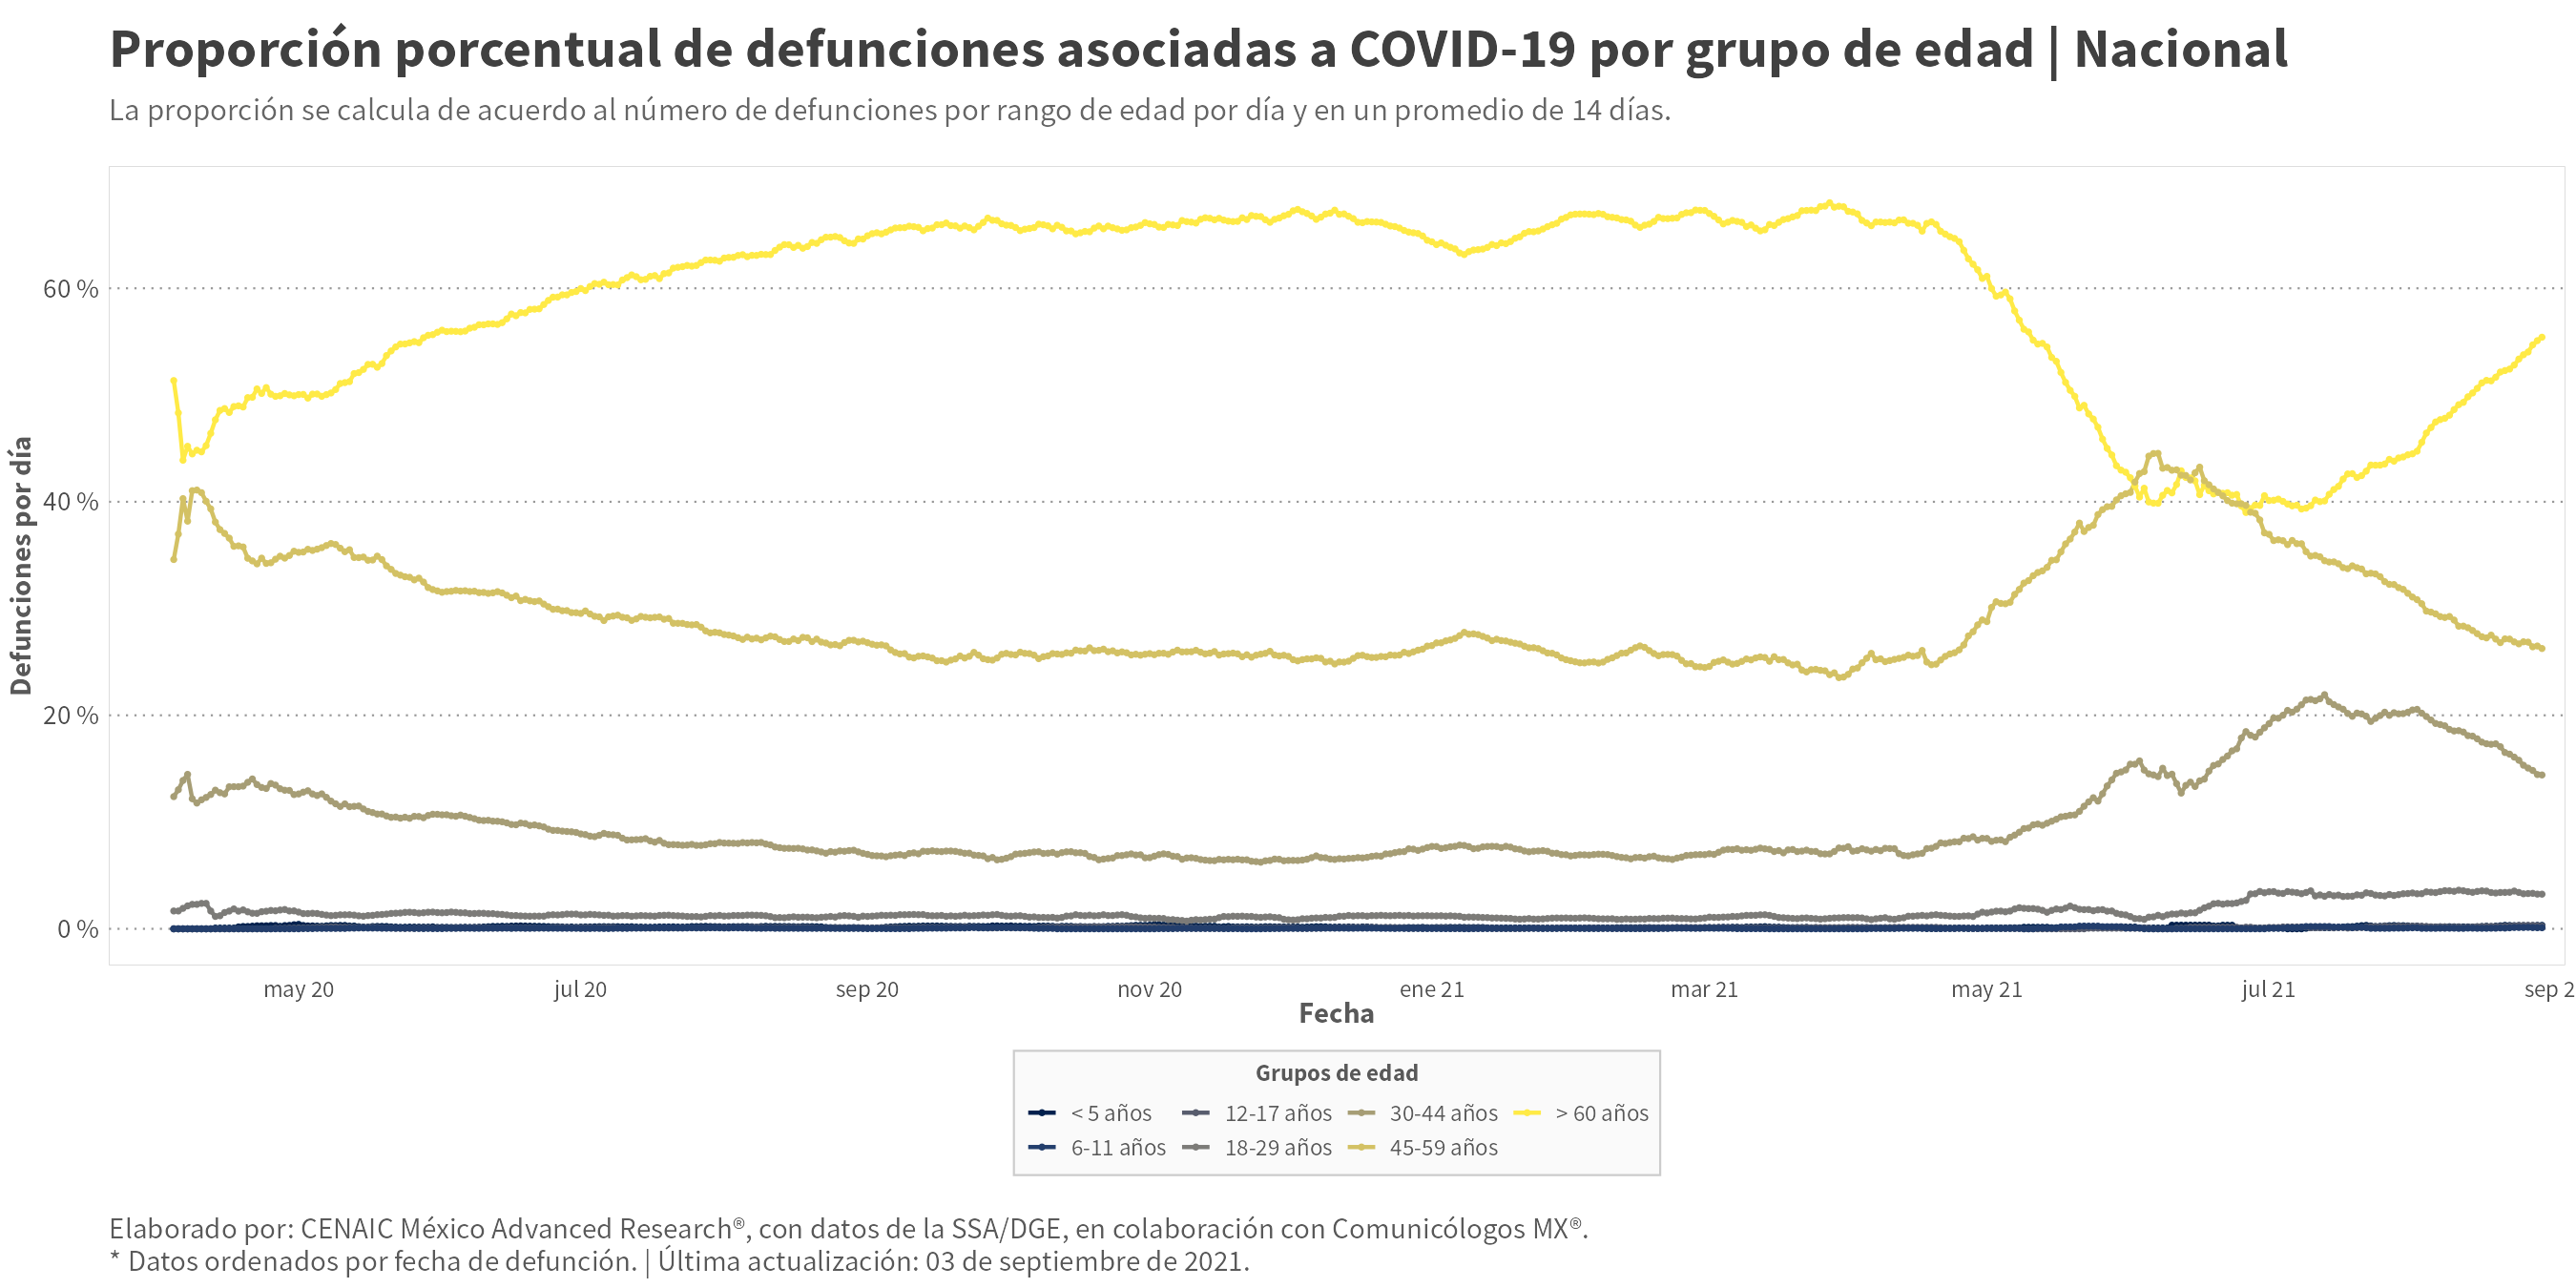 Proporción porcentual de defunciones asociadas a COVID-19 por grupo de edad | Nacional
La proporción se calcula de acuerdo al número de defunciones por rango de edad por día y en un promedio de 14 días.
Defunciones por día
60 %
40 %
20 %
0 %
may 20
jul 20
sep 20
nov 20
ene 21
mar 21
may 21
jul 21
sep 2
Fecha
Grupos de edad
< 5 años
12-17 años
30-44 años
> 60 años
6-11 años
18-29 años
45-59 años
Elaborado por: CENAIC México Advanced Research®, con datos de la SSA/DGE, en colaboración con Comunicólogos MX®.
* Datos ordenados por fecha de defunción. | Última actualización: 03 de septiembre de 2021.